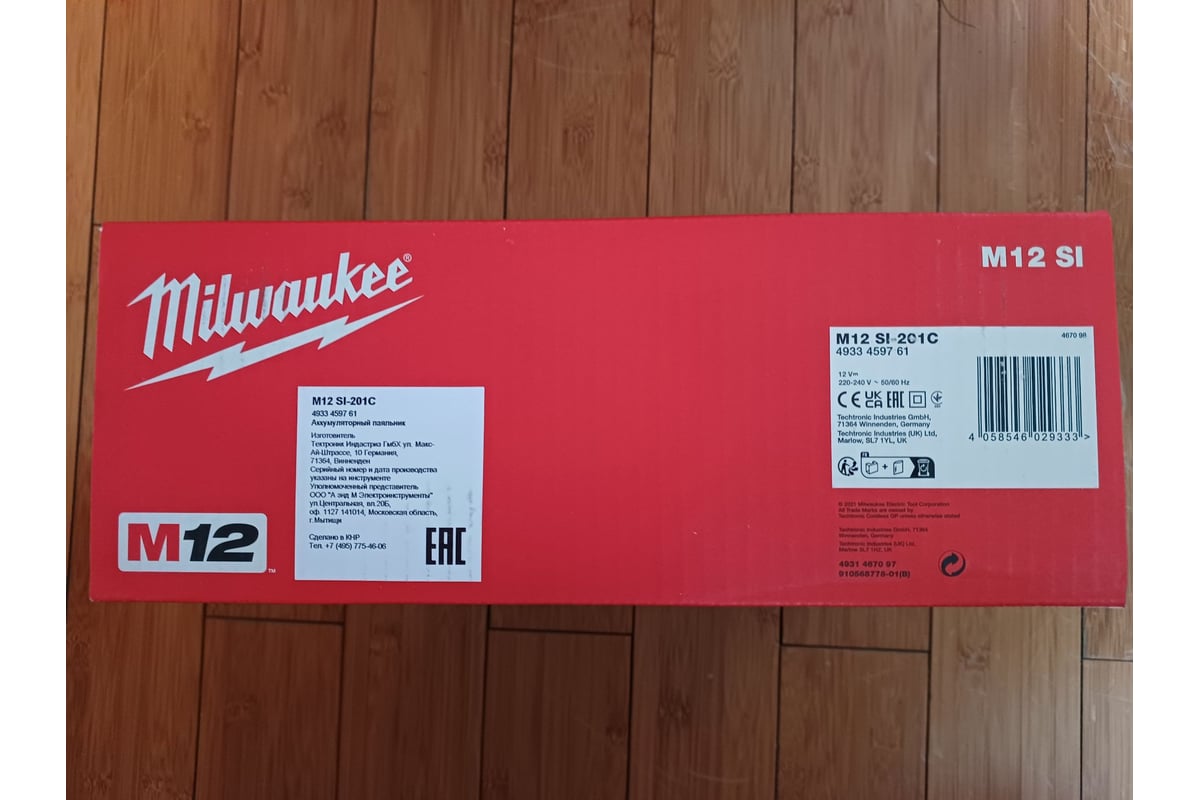 Milwaukee®
M12 SI
M12 SI-201C
4933 4597 61
Аккумуляторный паяльник
Изготовитель
Тектроник Индастриз ГмбХ ул. Макс-
Ай-Штрассе, 10 Германия,
71364, Винненден
Серийный номер и дата производства
указаны на инструменте
Уполномоченный представитель
ООО "А энд М Электроинструменты"
ул.Центральная, вл.20Б,
оф. 1127.141014, Московская область,
г.Мытищи
Сделано в КНР
Тел. +7 (495) 775-46-06
EAC
M12™
M12 SI-201C
4670 98
4933 4597 61
12 V
220-240 V ~ 50/60 Hz
CE UK CA EAC
Techtronic Industries GmbH,
71364 Winnenden, Germany
Techtronic Industries (UK) Ltd,
Marlow, SL7 1YL, UK
4 058546 029333 >
FR
© 2021 Milwaukee Electric Tool Corporation
All Trade Marks are owned by
Techtronic Cordless GP unless otherwise stated
Techtronic Industries GmbH, 71364
Winnenden, Germany
Techtronic Industries (UK) Ltd,
Marlow SL7 1HZ, UK
4931 4670 97
910568778-01(B)